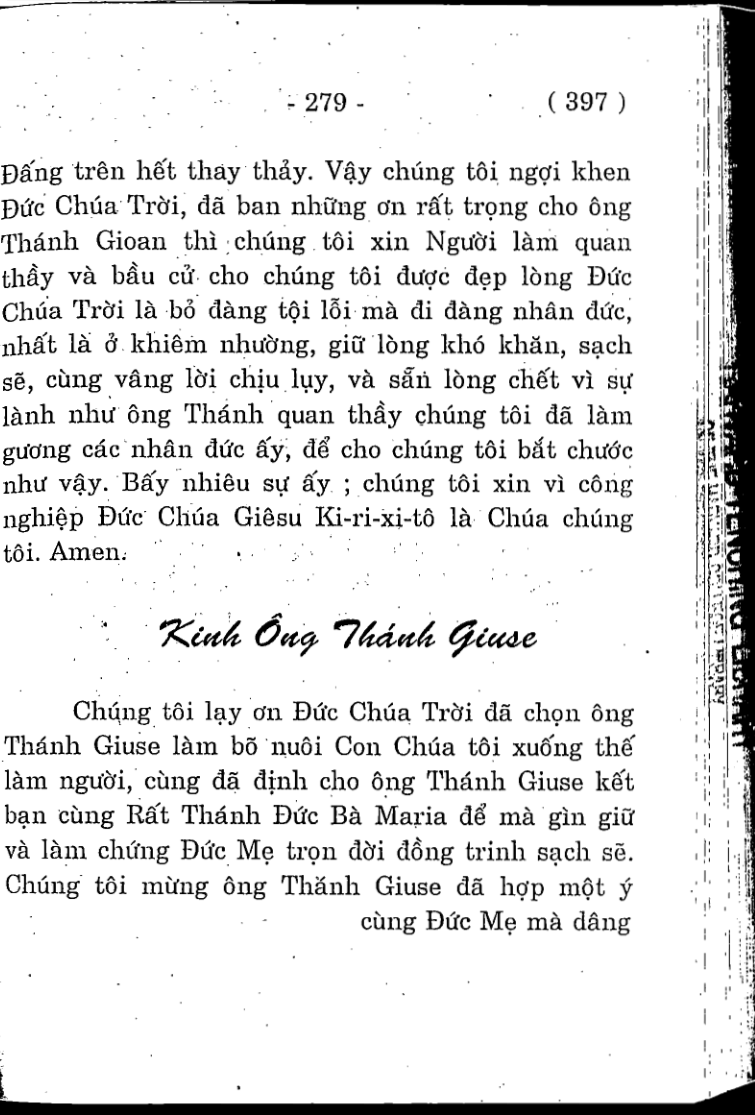 - 279 - ( 397 )
Đấng trên hết thay thảy. Vậy chúng tôi ngợi khen
Đức Chúa Trời, đã ban những ơn rất trọng cho ông
Thánh Gioan thì chúng tôi xin Người làm quan
thầy và bầu cử cho chúng tôi được đẹp lòng Đức
Chúa Trời là bỏ đàng tội lỗi mà đi đàng nhân đức,
nhất là ở khiêm nhường, giữ lòng khó khăn, sạch
sẽ, cùng vâng lời chịu lụy, và sẵn lòng chết vì sự
lành như ông Thánh quan thầy chúng tôi đã làm
gương các nhân đức ấy, để cho chúng tôi bắt chước
như vậy. Bấy nhiêu sự ấy ; chúng tôi xin vì công
nghiệp Đức Chúa Giêsu Ki-ri-xi-tô là Chúa chúng
tôi. Amen.
Kinh Ông Thánh Giuse
Chúng tôi lạy ơn Đức Chúa Trời đã chọn ông
Thánh Giuse làm bõ nuôi Con Chúa tôi xuống thế
làm người, cùng đã định cho ông Thánh Giuse kết
bạn cùng Rất Thánh Đức Bà Maria để mà gìn giữ
và làm chứng Đức Mẹ trọn đời đồng trinh sạch sẽ.
Chúng tôi mừng ông Thánh Giuse đã hợp một ý
cùng Đức Mẹ mà dâng